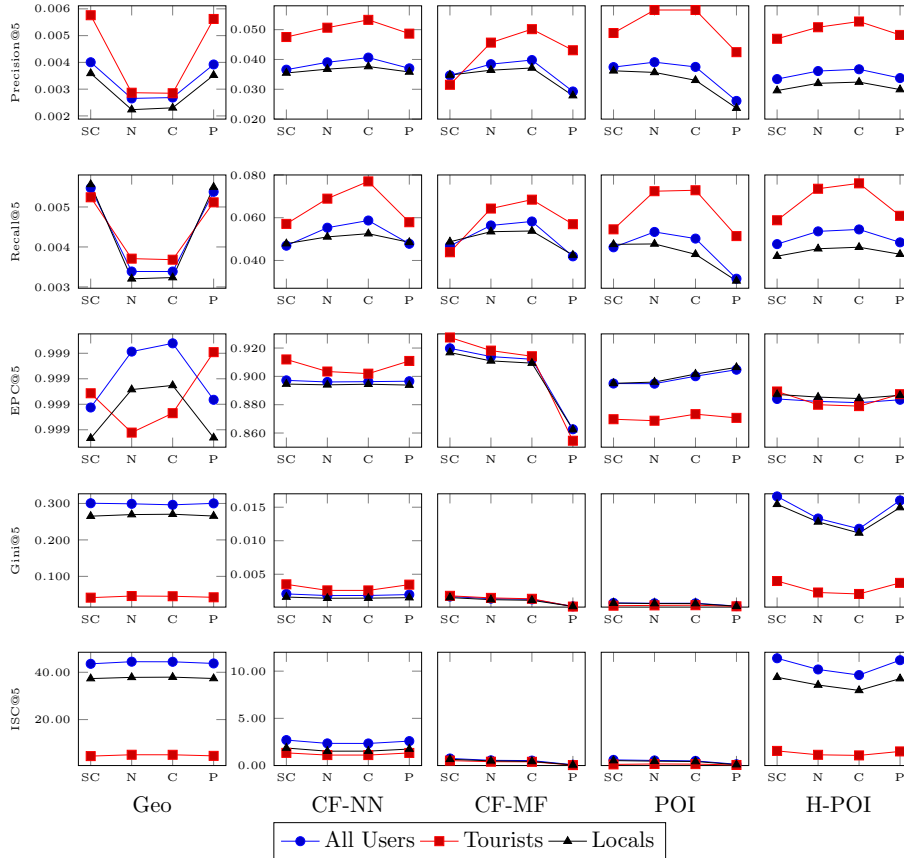 Precision@5
0.006
0.004
0.003
0.002
SC N C P
0.050
0.040
0.030
0.020
SC N C P
SC N C P
SC N C P
SC N C P
Recall@5
0.005
0.004
0.003
SC N C P
0.080
0.060
0.040
SC N C P
SC N C P
SC N C P
SC N C P
EPC@5
0.999
0.999
0.999
0.999
SC N C P
0.920
0.900
0.880
0.860
SC N C P
SC N C P
SC N C P
SC N C P
Gini@5
0.300
0.200
0.100
SC N C P
0.015
0.010
0.005
SC N C P
SC N C P
SC N C P
SC N C P
ISC@5
40.00
20.00
SC N C P
10.00
5.00
0.00
SC N C P
SC N C P
SC N C P
SC N C P
Geo CF-NN CF-MF POI H-POI
All Users Tourists Locals